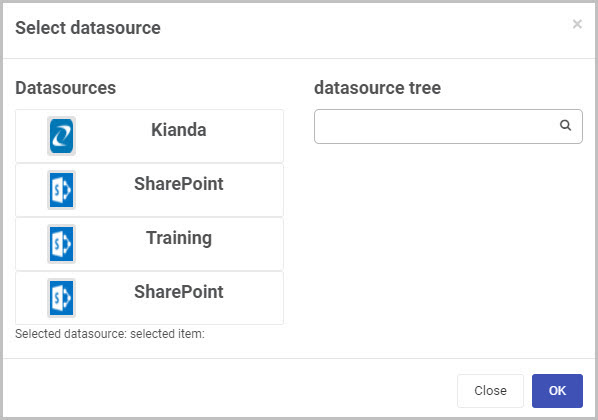 Select datasource
×
Datasources
Kianda
SharePoint
Training
SharePoint
Selected datasource: selected item:
datasource tree
Close
OK